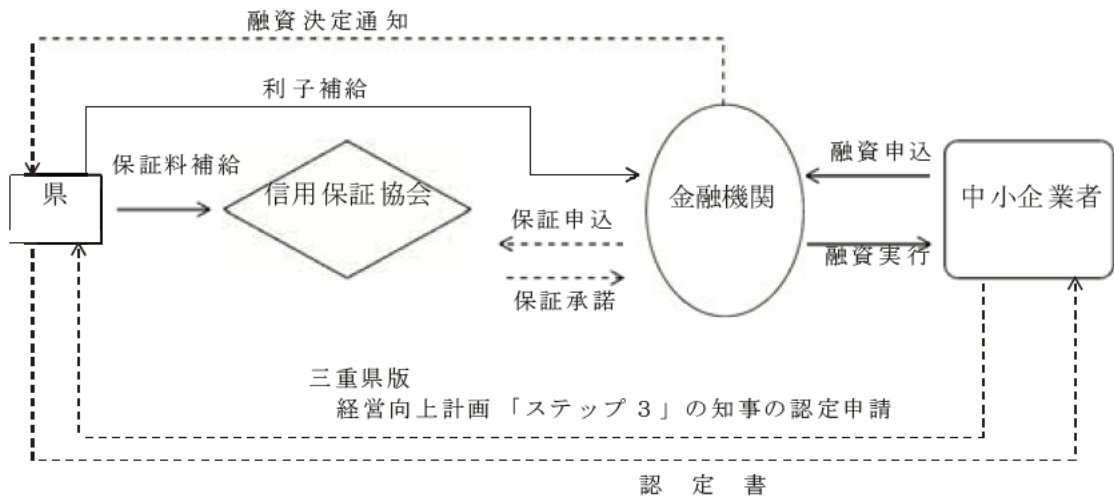 融資決定通知
利子補給
保証料補給
県
信用保証協会
保証申込
保証承諾
金融機関
融資申込
融資実行
中小企業者
三重県版
経営向上計画「ステップ3」の知事の認定申請
認定書